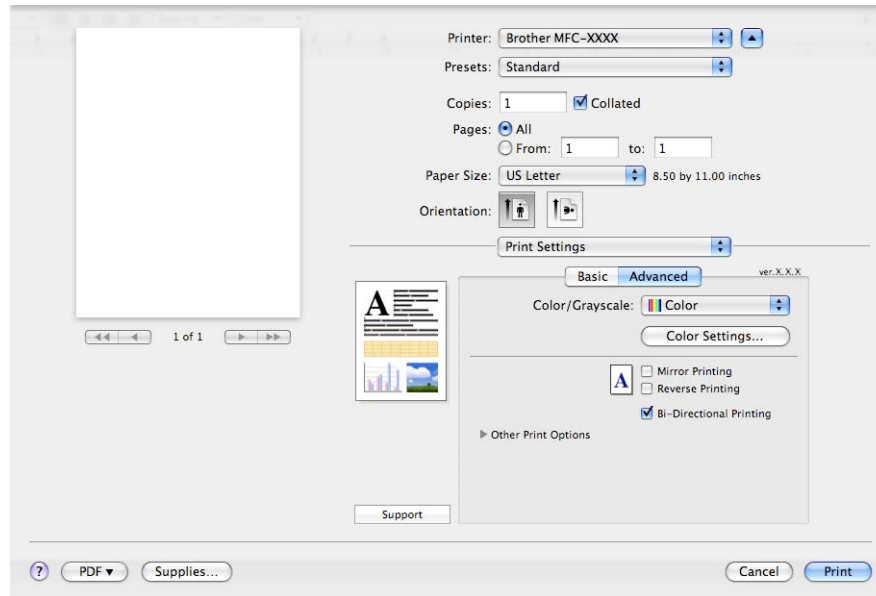 Printer: Brother MFC-XXXX
Presets: Standard
Copies: 1 Collated
Pages: All
From: 1 to: 1
Paper Size: US Letter 8.50 by 11.00 inches
Orientation:
Print Settings
Basic Advanced ver.X.X.X
Color/Grayscale: Color
Color Settings...
Mirror Printing
Reverse Printing
Bi-Directional Printing
Other Print Options
1 of 1
A
A
Support
? PDF▼ Supplies... Cancel Print